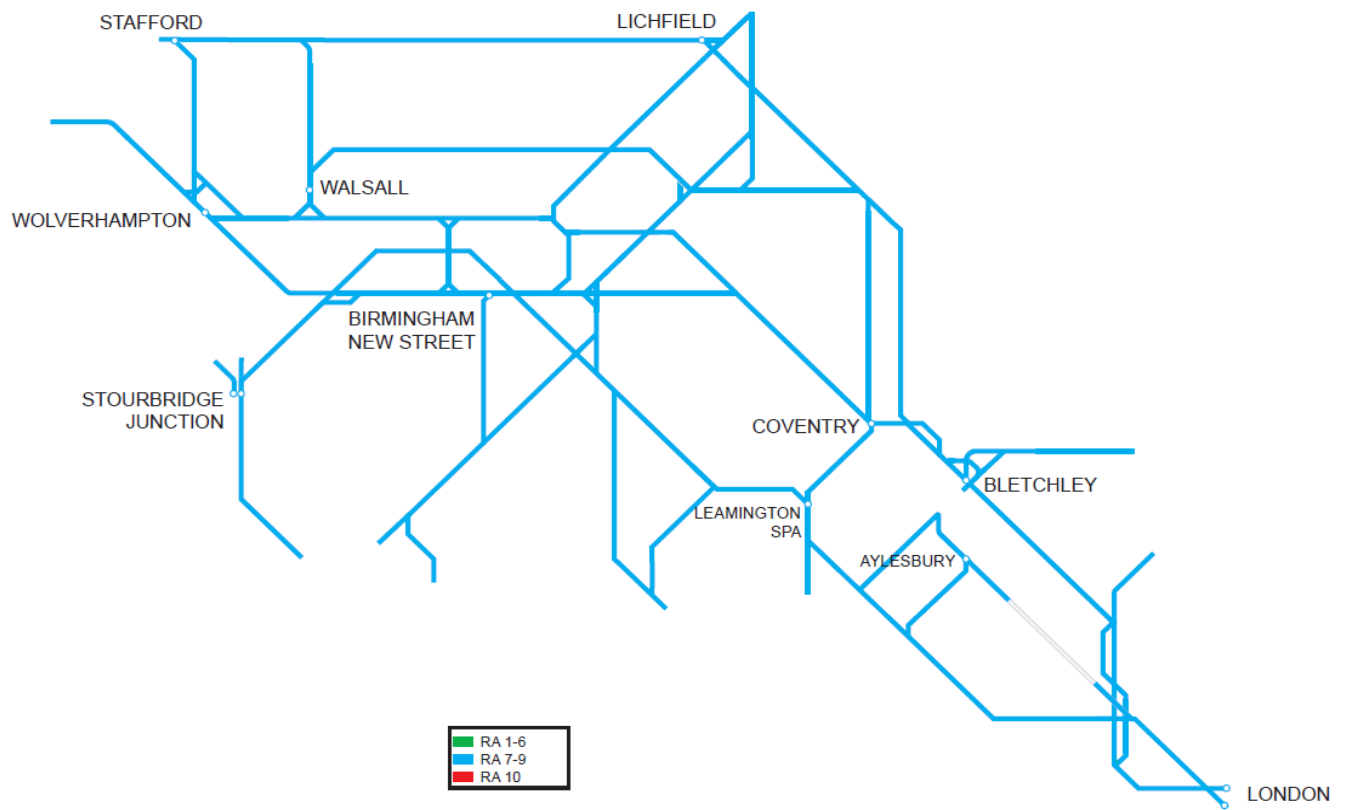 STAFFORD
LICHFIELD
WALSALL
WOLVERHAMPTON
BIRMINGHAM
NEW STREET
STOURBRIDGE
JUNCTION
COVENTRY
BLETCHLEY
LEAMINGTON
SPA
AYLESBURY
RA 1-6
RA 7-9
RA 10
LONDON